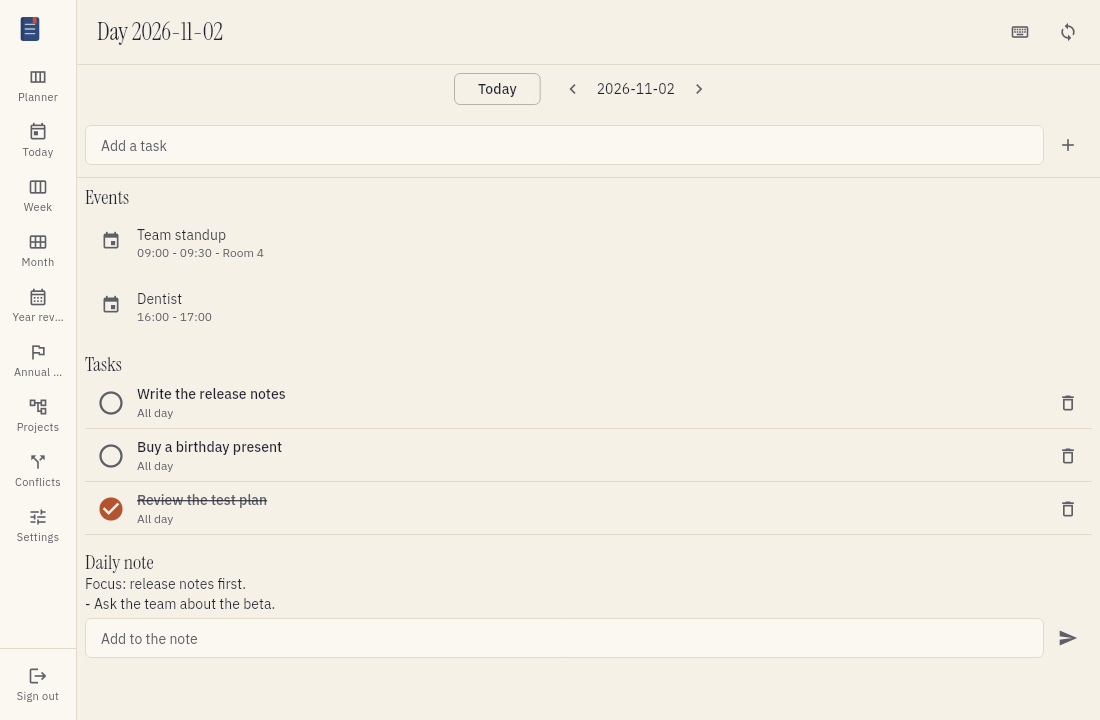 Day 2026-11-02
Planner
Today
Week
Month
Year rev...
Annual ...
Projects
Conflicts
Settings
Sign out
Today
2026-11-02
Add a task
Events
Team standup
09:00 - 09:30 - Room 4
Dentist
16:00 - 17:00
Tasks
Write the release notes
All day
Buy a birthday present
All day
Review the test plan
All day
Daily note
Focus: release notes first.
- Ask the team about the beta.
Add to the note